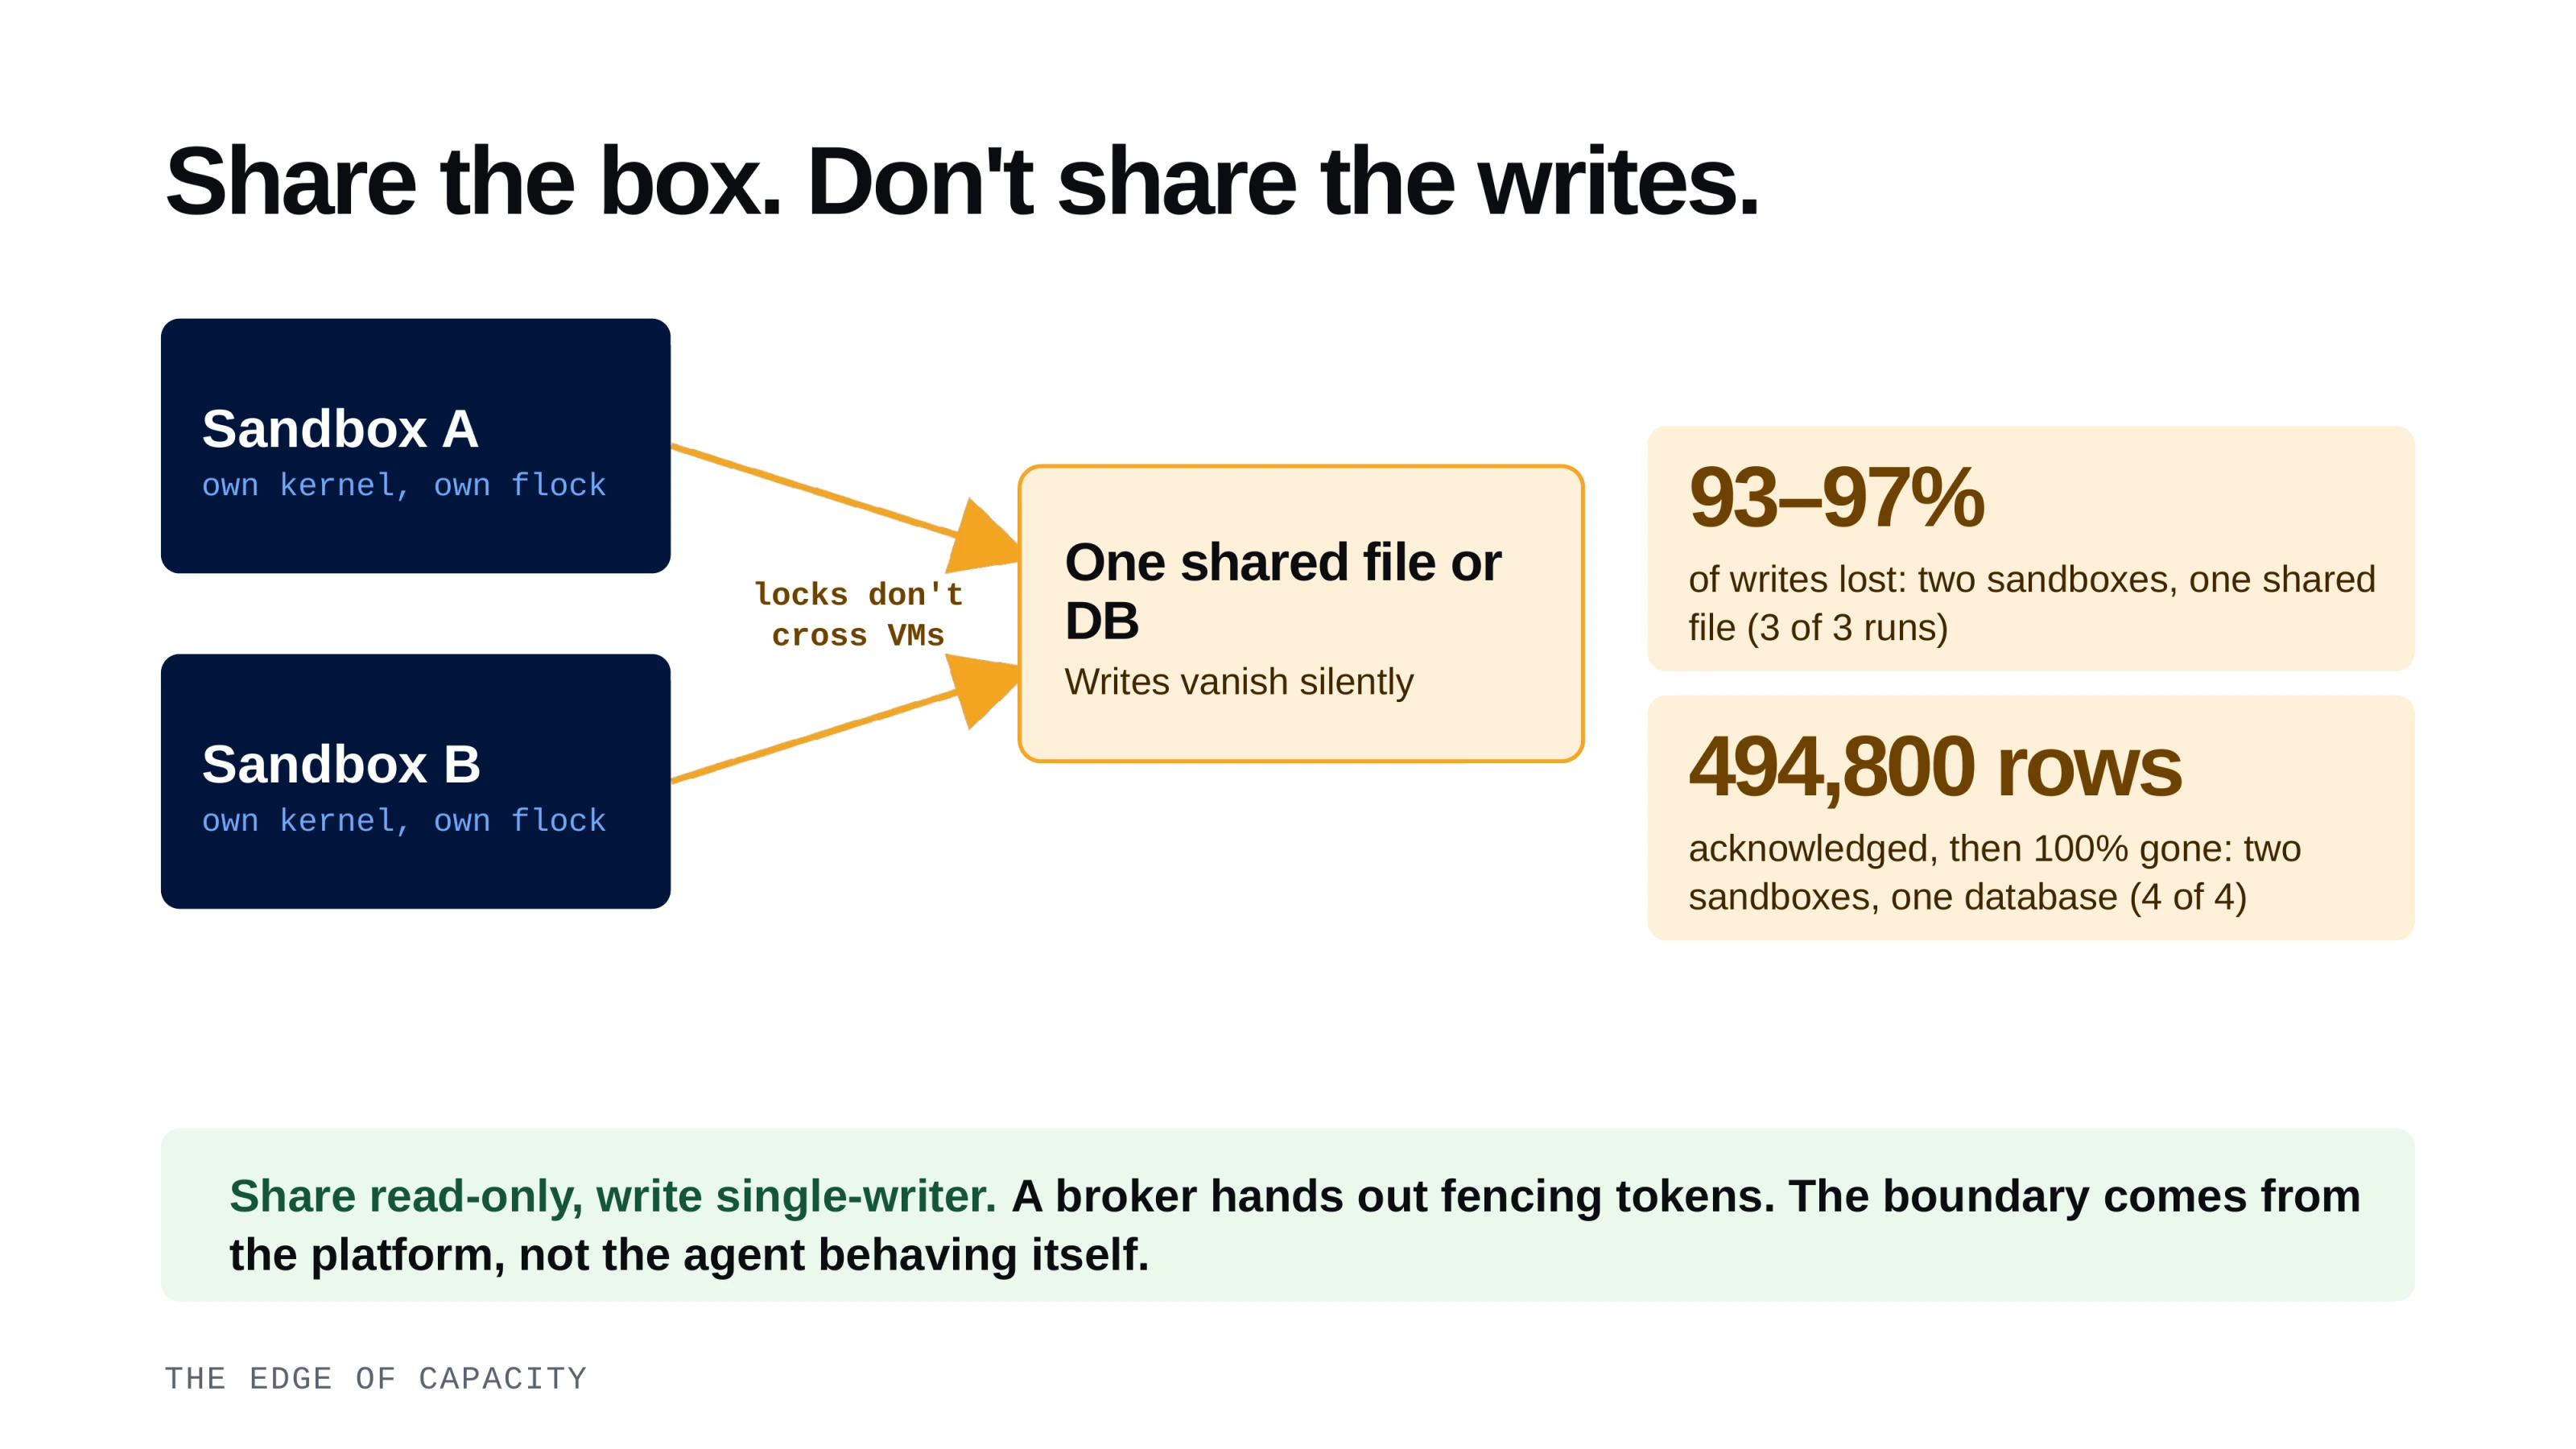 Share the box. Don't share the writes.
Sandbox A
own kernel, own flock
Sandbox B
own kernel, own flock
locks don't
cross VMs
One shared file or
DB
Writes vanish silently
93–97%
of writes lost: two sandboxes, one shared
file (3 of 3 runs)
494,800 rows
acknowledged, then 100% gone: two
sandboxes, one database (4 of 4)
Share read-only, write single-writer. A broker hands out fencing tokens. The boundary comes from
the platform, not the agent behaving itself.
THE EDGE OF CAPACITY